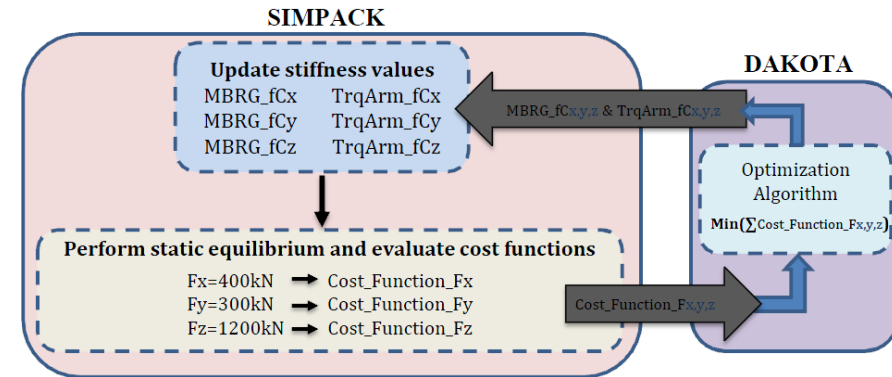 SIMPACK
Update stiffness values
MBRG_fCx TrqArm_fCx
MBRG_fCy TrqArm_fCy
MBRG_fCz TrqArm_fCz
Perform static equilibrium and evaluate cost functions
Fx=400kN Cost_Function_Fx
Fy=300kN Cost_Function_Fy
Fz=1200kN Cost_Function_Fz
MBRG_fCx,y,z & TrqArm_fCx,y,z
Cost_Function_Fx,y,z
DAKOTA
Optimization
Algorithm
Min(∑Cost_Function_Fx,y,z)